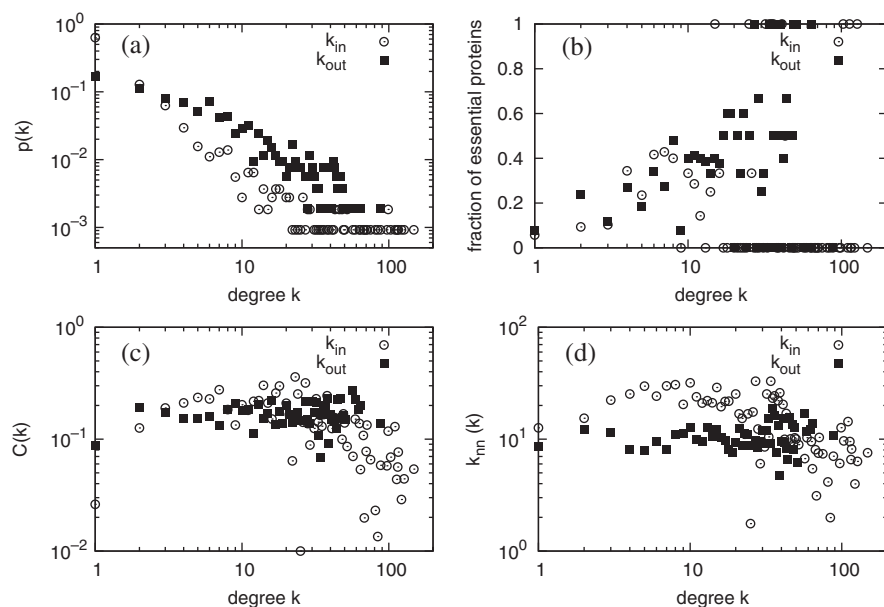 (a)
k_in
k_out
10^0
10^-1
10^-2
10^-3
p(k)
1 10 100
degree k
(b)
k_in
k_out
1
0.8
0.6
0.4
0.2
0
fraction of essential proteins
1 10 100
degree k
(c)
k_in
k_out
10^0
10^-1
10^-2
C(k)
1 10 100
degree k
(d)
k_in
k_out
10^2
10^1
10^0
k_nn (k)
1 10 100
degree k